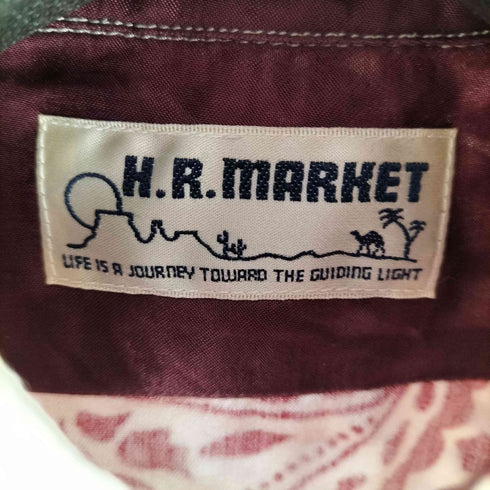 H.R.MARKET
LIFE IS A JOURNEY TOWARD THE GUIDING LIGHT